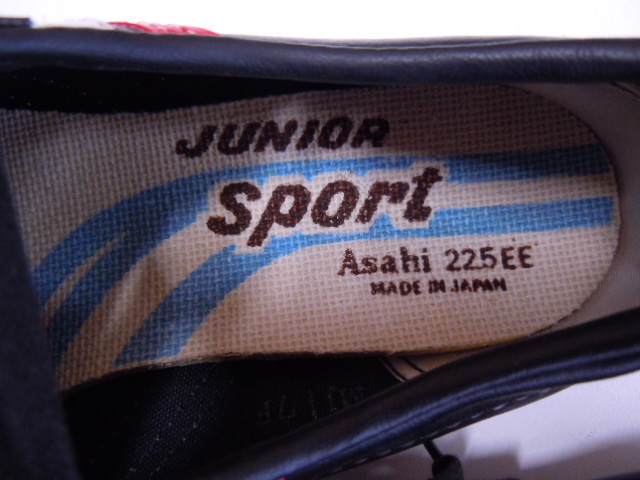 JUNIOR
sport
Asahi 225EE
MADE IN JAPAN